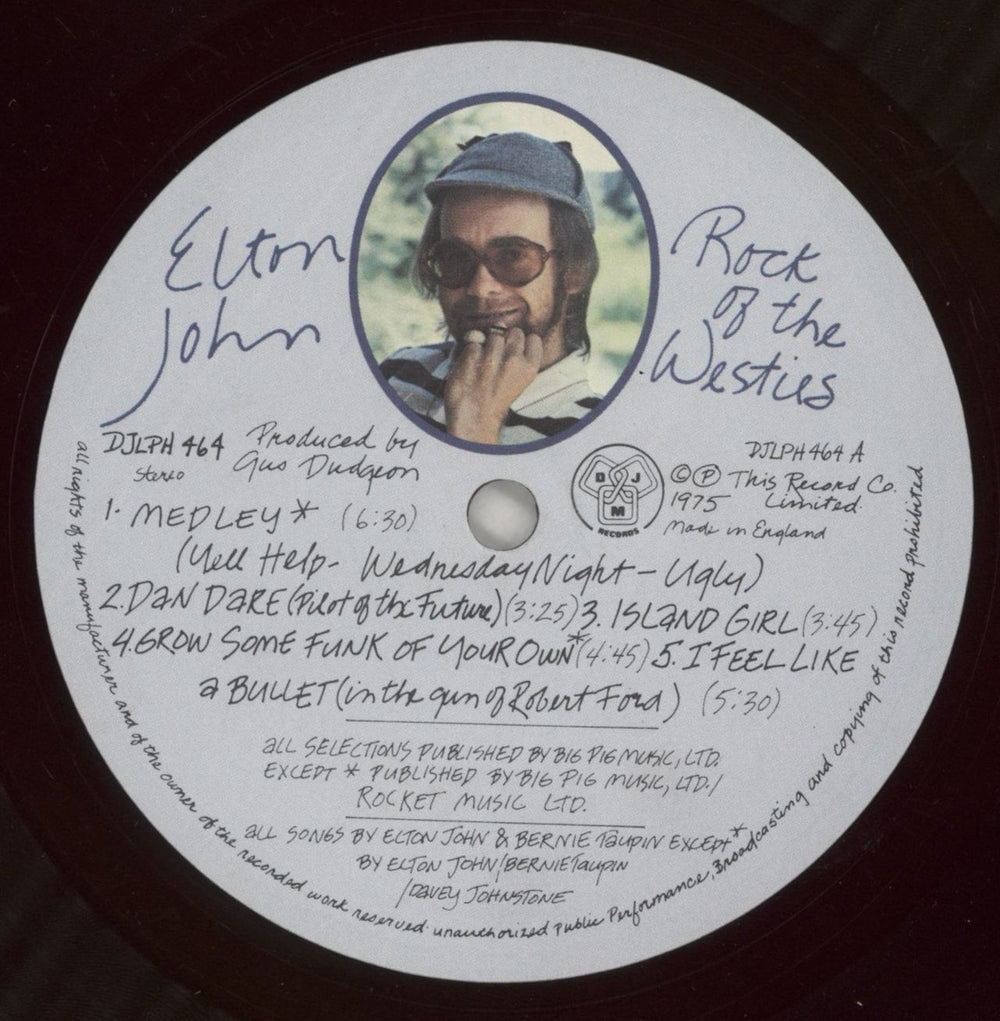 Elton
John
Rock
of the
Westies
DJLPH 464
Stereo
Produced by
Gus Dudgeon
D J
M
RECORDS
DJLPH 464 A
© ℗ This Record Co.
1975 Limited.
Made in England
1. MEDLEY * (6:30)
(Yell Help - Wednesday Night - Ugly)
2. DAN DARE (Pilot of the Future) (3:25) 3. ISLAND GIRL (3:45)
4. GROW SOME FUNK OF YOUR OWN* (4:45) 5. I FEEL LIKE
a BULLET (in the gun of Robert Ford) (5:30)
ALL SELECTIONS PUBLISHED BY BIG PIG MUSIC, LTD.
EXCEPT * PUBLISHED BY BIG PIG MUSIC, LTD./
ROCKET MUSIC LTD.
ALL SONGS BY ELTON JOHN & BERNIE TAUPIN EXCEPT*
BY ELTON JOHN/BERNIE TAUPIN
/DAVEY JOHNSTONE
all rights of the manufacturer and of the owner of the recorded work reserved. unauthorized public Performance, Broadcasting and copying of this record prohibited